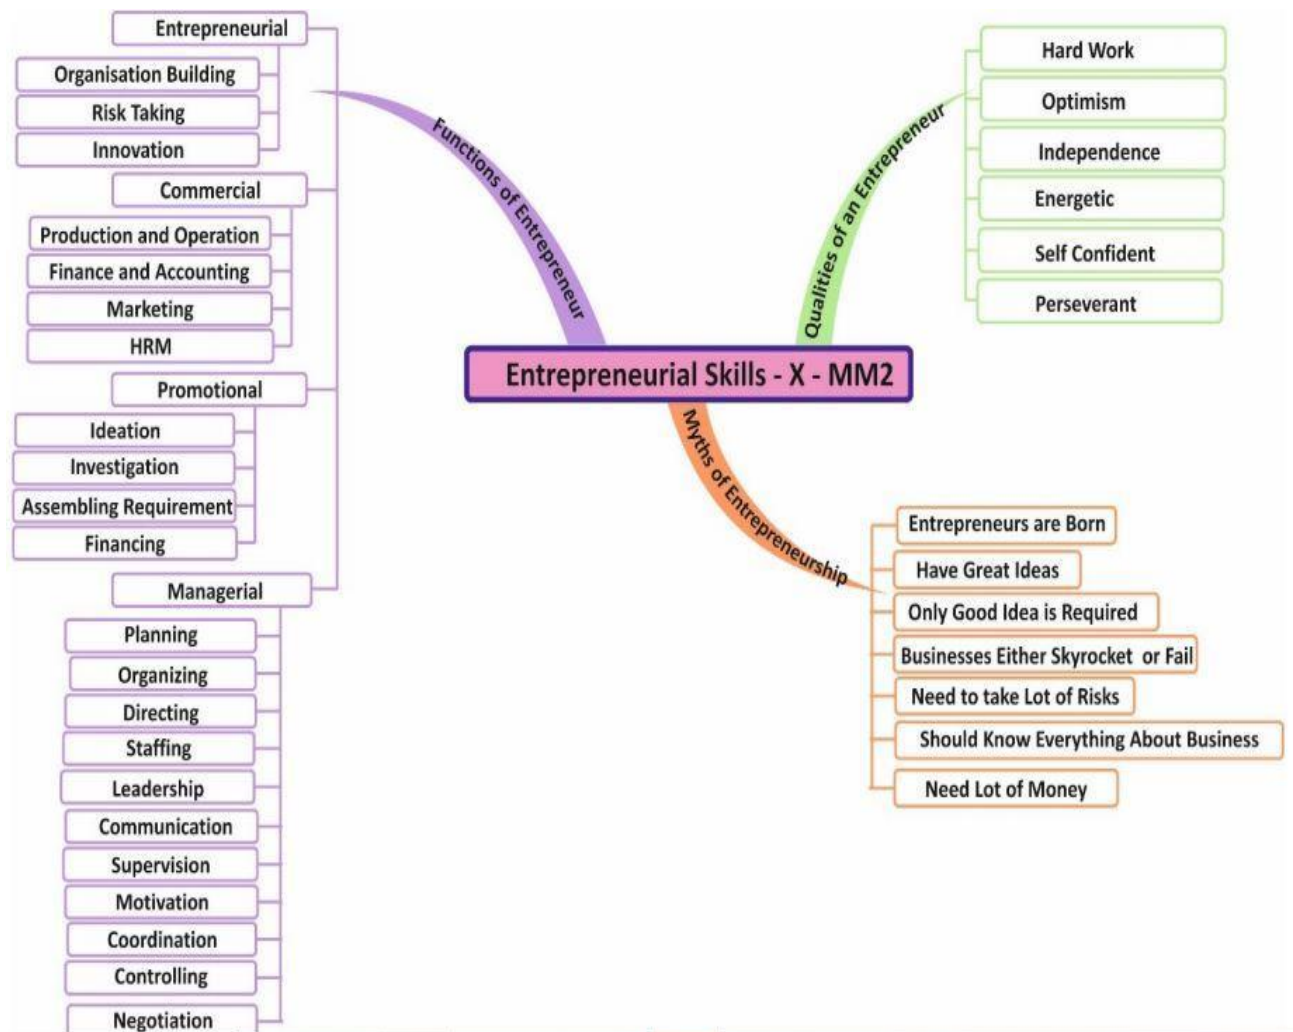 Entrepreneurial
Organisation Building
Risk Taking
Innovation
Commercial
Production and Operation
Finance and Accounting
Marketing
HRM
Promotional
Ideation
Investigation
Assembling Requirement
Financing
Managerial
Planning
Organizing
Directing
Staffing
Leadership
Communication
Supervision
Motivation
Coordination
Controlling
Negotiation
Functions of Entrepreneur
Entrepreneurial Skills - X - MM2
Qualities of an Entrepreneur
Hard Work
Optimism
Independence
Energetic
Self Confident
Perseverant
Myths of Entrepreneurship
Entrepreneurs are Born
Have Great Ideas
Only Good Idea is Required
Businesses Either Skyrocket or Fail
Need to take Lot of Risks
Should Know Everything About Business
Need Lot of Money